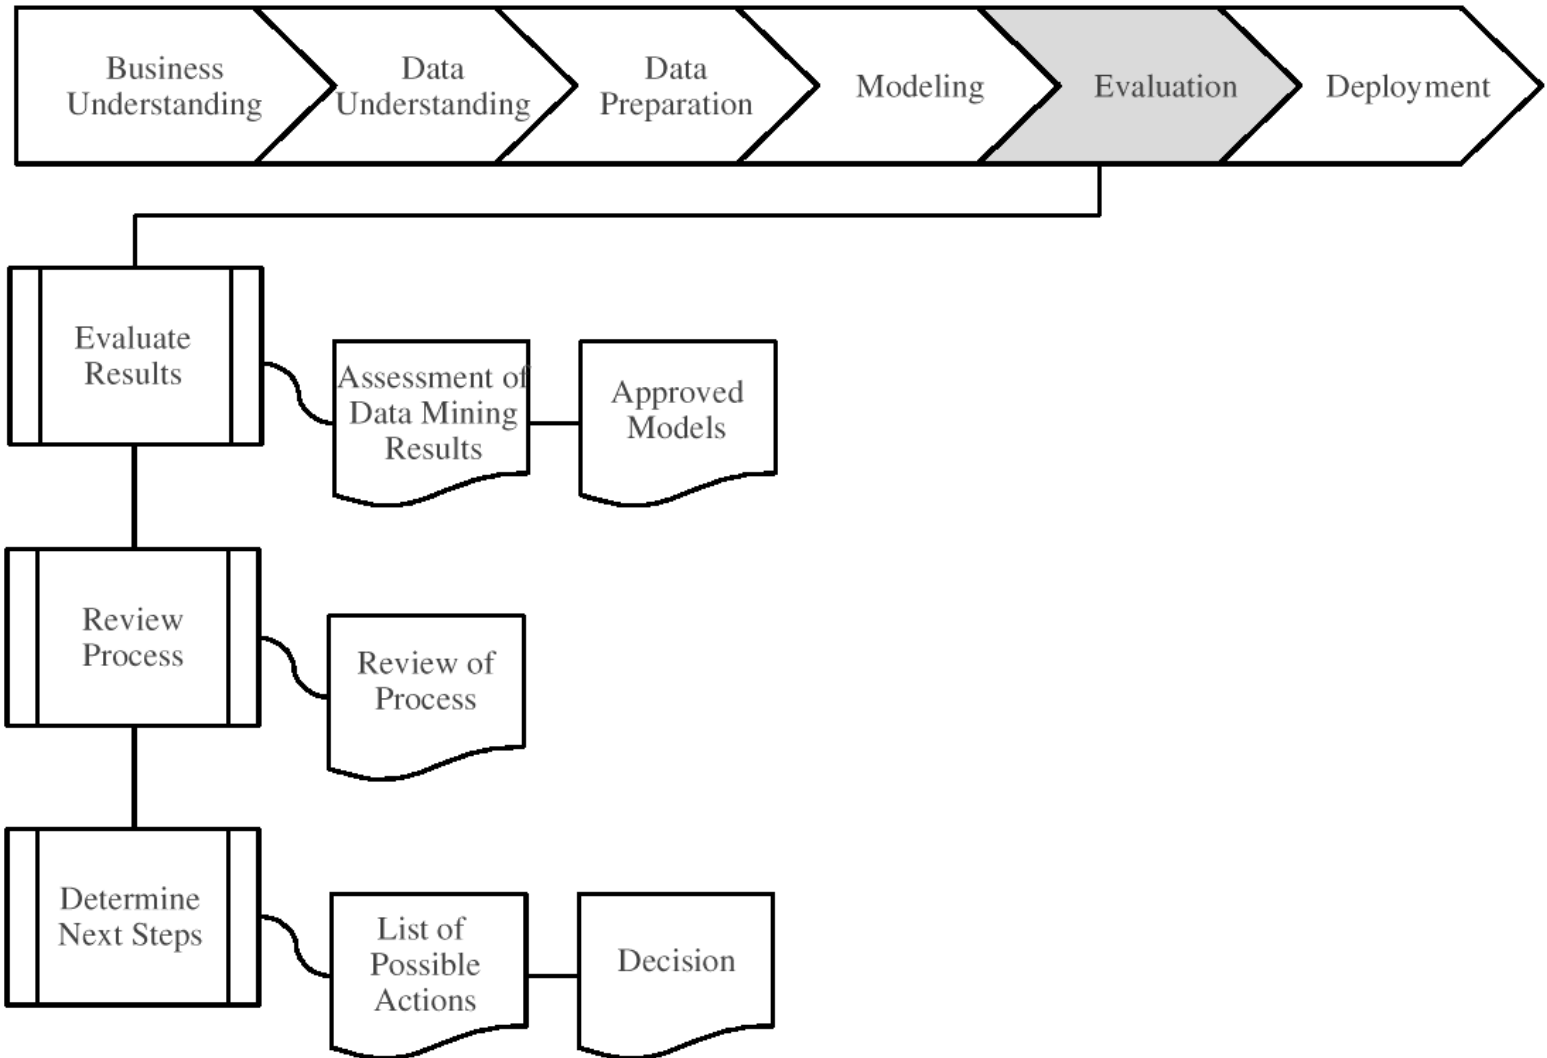 Business
Understanding
Data
Understanding
Data
Preparation
Modeling
Evaluation
Deployment
Evaluate
Results
Assessment of
Data Mining
Results
Approved
Models
Review
Process
Review of
Process
Determine
Next Steps
List of
Possible
Actions
Decision